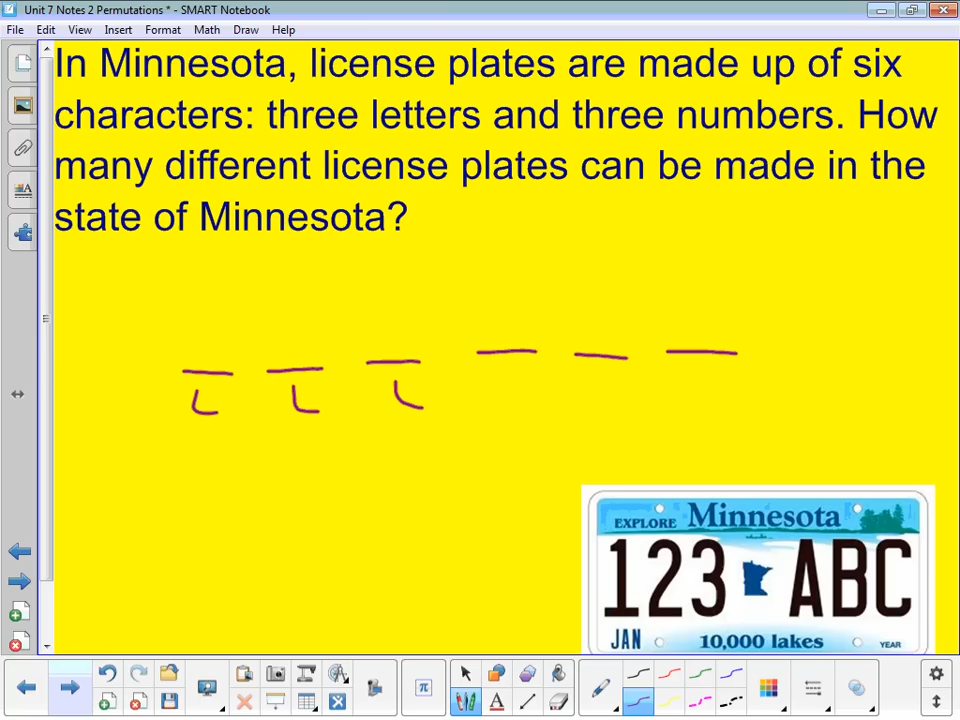 Unit 7 Notes 2 Permutations * - SMART Notebook
File Edit View Insert Format Math Draw Help
In Minnesota, license plates are made up of six
characters: three letters and three numbers. How
many different license plates can be made in the
state of Minnesota?
L L L
EXPLORE Minnesota
123 ABC
JAN 10,000 lakes YEAR